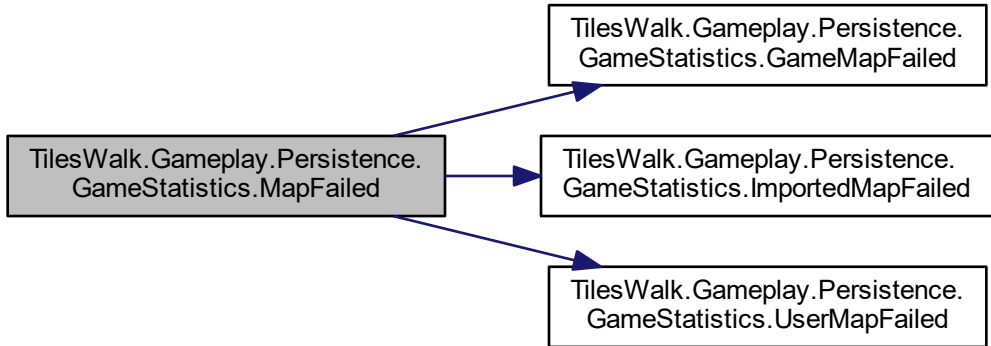 TilesWalk.Gameplay.Persistence.
GameStatistics.GameMapFailed
TilesWalk.Gameplay.Persistence.
GameStatistics.MapFailed
TilesWalk.Gameplay.Persistence.
GameStatistics.ImportedMapFailed
TilesWalk.Gameplay.Persistence.
GameStatistics.UserMapFailed